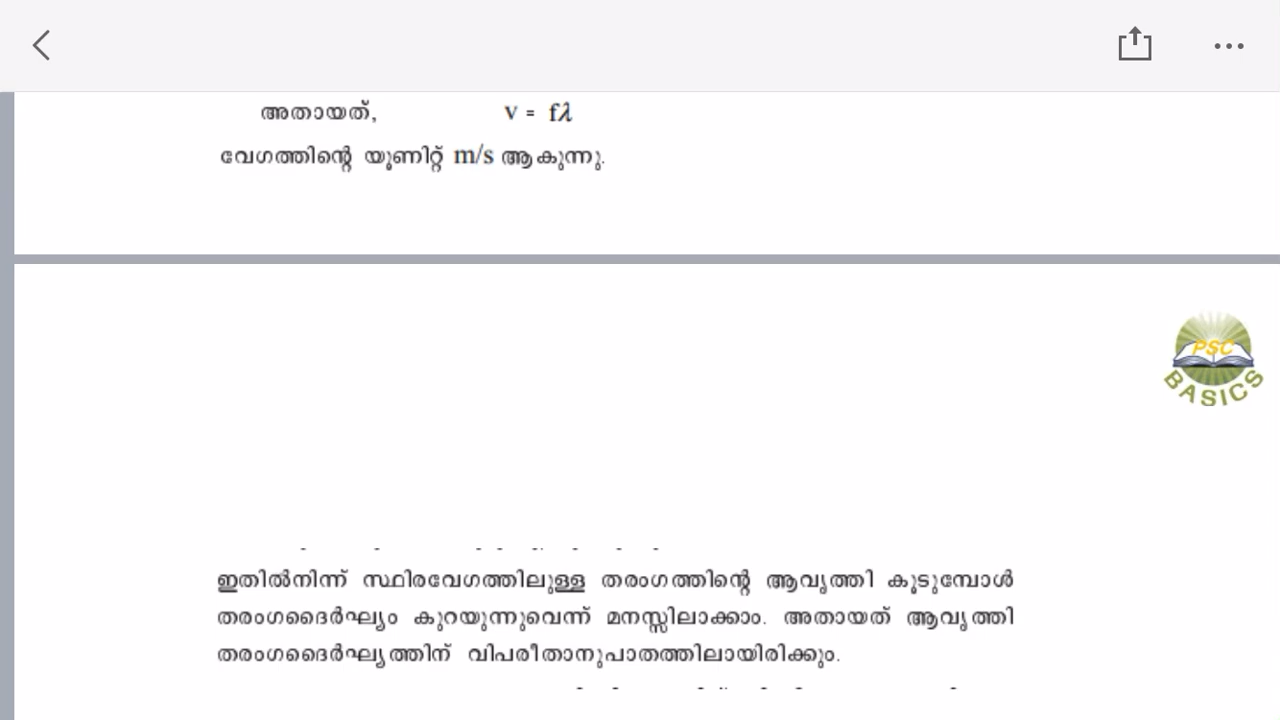 അതായത്, v = fλ
വേഗത്തിന്റെ യൂണിറ്റ് m/s ആകുന്നു.
PSC
BASICS
ഇതിൽനിന്ന് സ്ഥിരവേഗത്തിലുള്ള തരംഗത്തിന്റെ ആവൃത്തി കൂടുമ്പോൾ
തരംഗദൈർഘ്യം കുറയുന്നുവെന്ന് മനസ്സിലാക്കാം. അതായത് ആവൃത്തി
തരംഗദൈർഘ്യത്തിന് വിപരീതാനുപാതത്തിലായിരിക്കും.